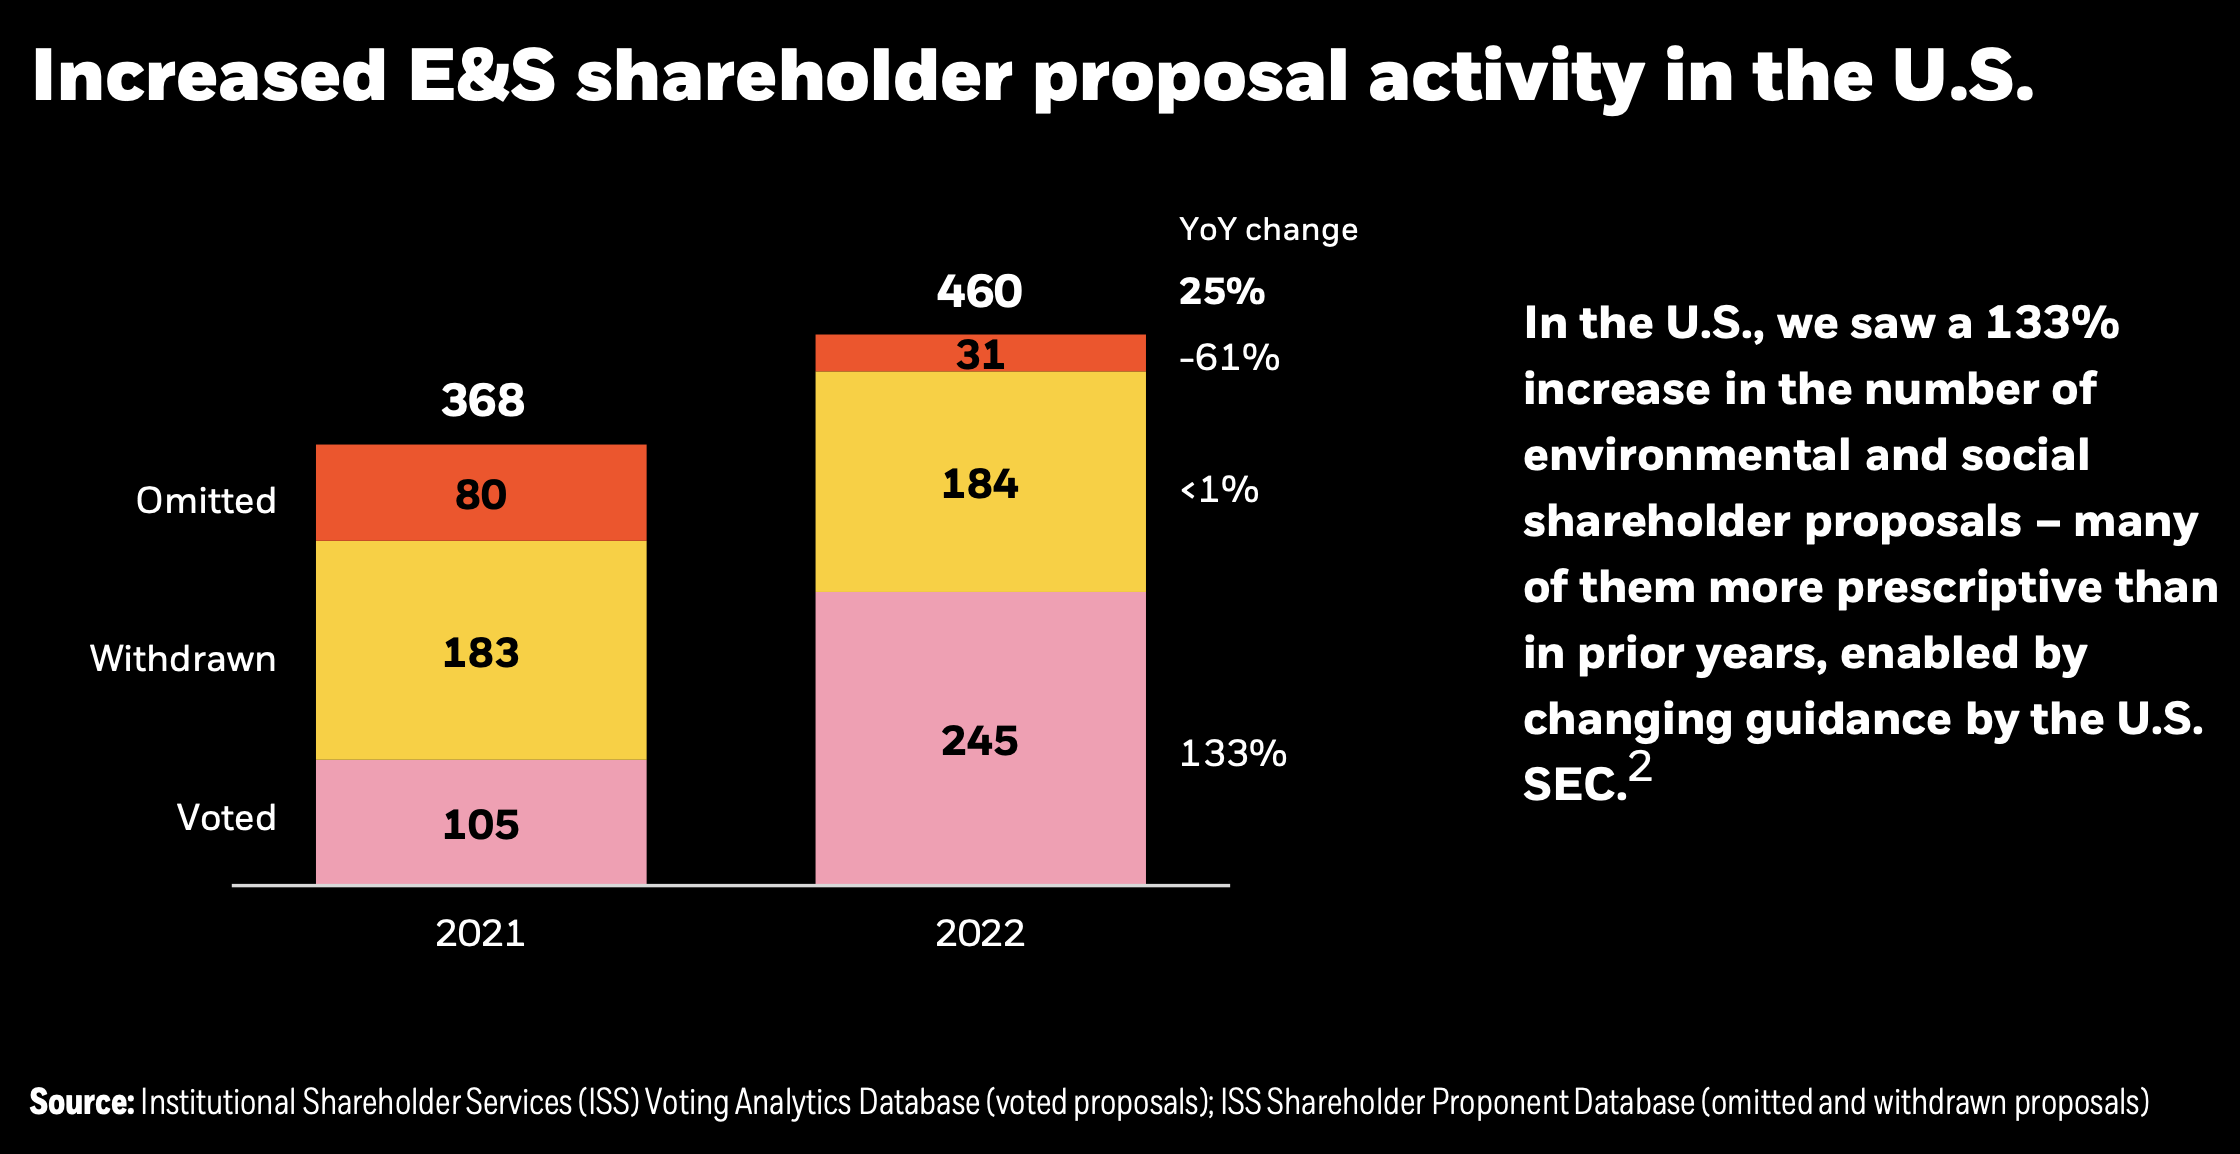 Increased E&S shareholder proposal activity in the U.S.
YoY change
460
25%
31
-61%
368
Omitted
80
184
<1%
Withdrawn
183
245
133%
Voted
105
2021
2022
In the U.S., we saw a 133%
increase in the number of
environmental and social
shareholder proposals – many
of them more prescriptive than
in prior years, enabled by
changing guidance by the U.S.
SEC.2
Source: Institutional Shareholder Services (ISS) Voting Analytics Database (voted proposals); ISS Shareholder Proponent Database (omitted and withdrawn proposals)